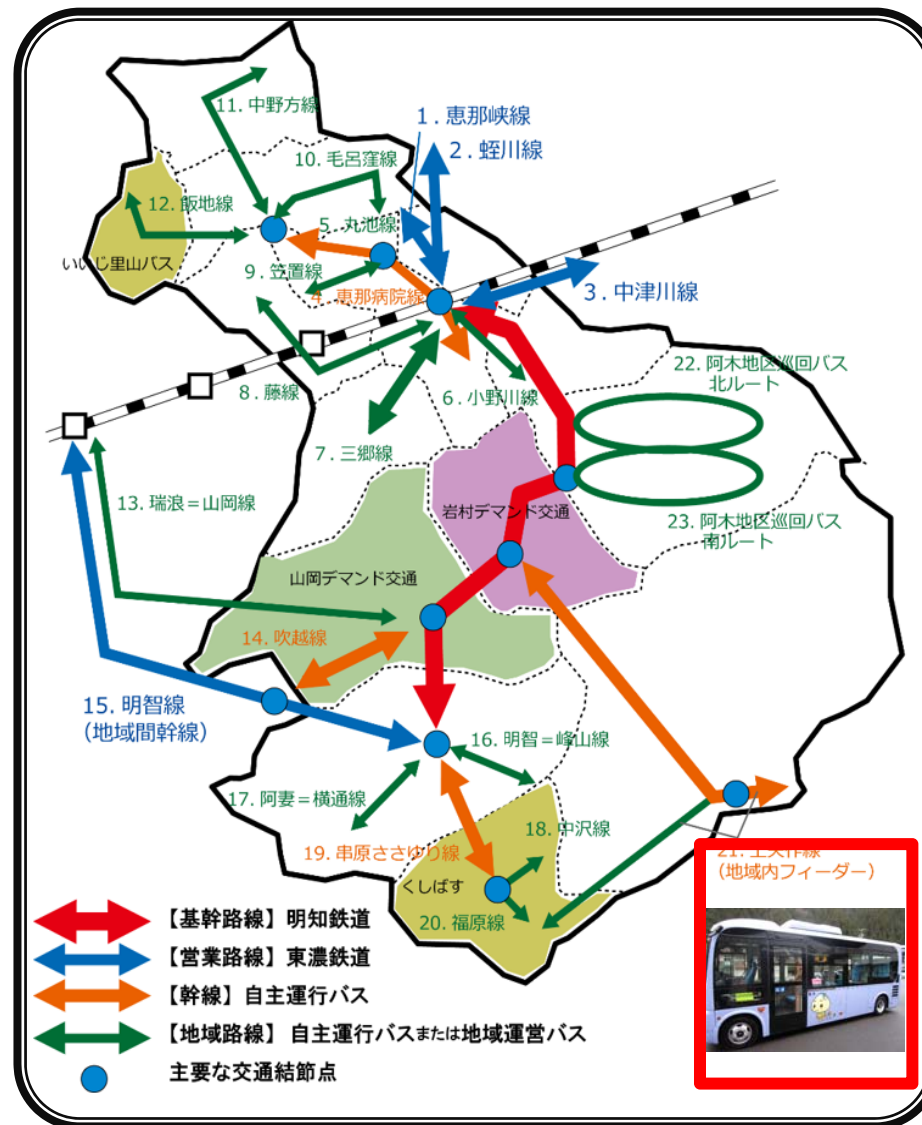 11. 中野方線
1. 恵那峡線
2. 蛭川線
10. 毛呂窪線
12. 飯地線
5. 丸池線
いいじ里山バス
9. 笠置線
4. 恵那病院線
3. 中津川線
22. 阿木地区巡回バス
北ルート
8. 藤線
6. 小野川線
7. 三郷線
13. 瑞浪=山岡線
岩村デマンド交通
23. 阿木地区巡回バス
南ルート
山岡デマンド交通
14. 吹越線
15. 明智線
(地域間幹線)
16. 明智=峰山線
17. 阿妻=横通線
18. 中沢線
19. 串原ささゆり線
くしばす
20. 福原線
(地域内フィーダー)
【基幹路線】明知鉄道
【営業路線】東濃鉄道
【幹線】自主運行バス
【地域路線】自主運行バスまたは地域運営バス
主要な交通結節点